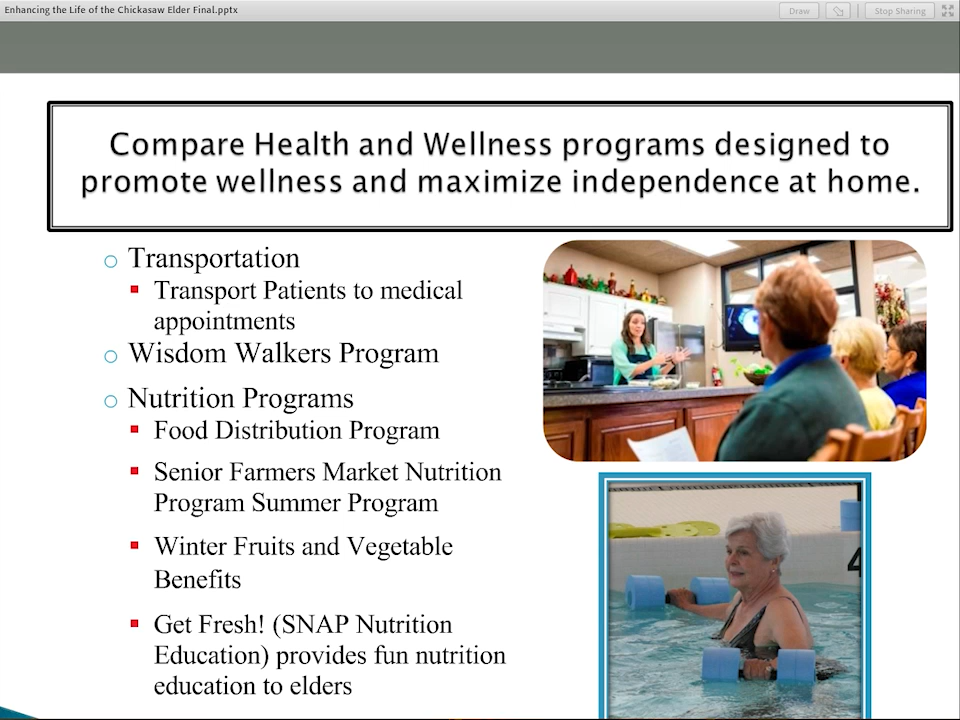 Enhancing the Life of the Chickasaw Elder Final.pptx
Draw
Stop Sharing
Compare Health and Wellness programs designed to
promote wellness and maximize independence at home.
Transportation
Transport Patients to medical
appointments
Wisdom Walkers Program
Nutrition Programs
Food Distribution Program
Senior Farmers Market Nutrition
Program Summer Program
Winter Fruits and Vegetable
Benefits
Get Fresh! (SNAP Nutrition
Education) provides fun nutrition
education to elders
4